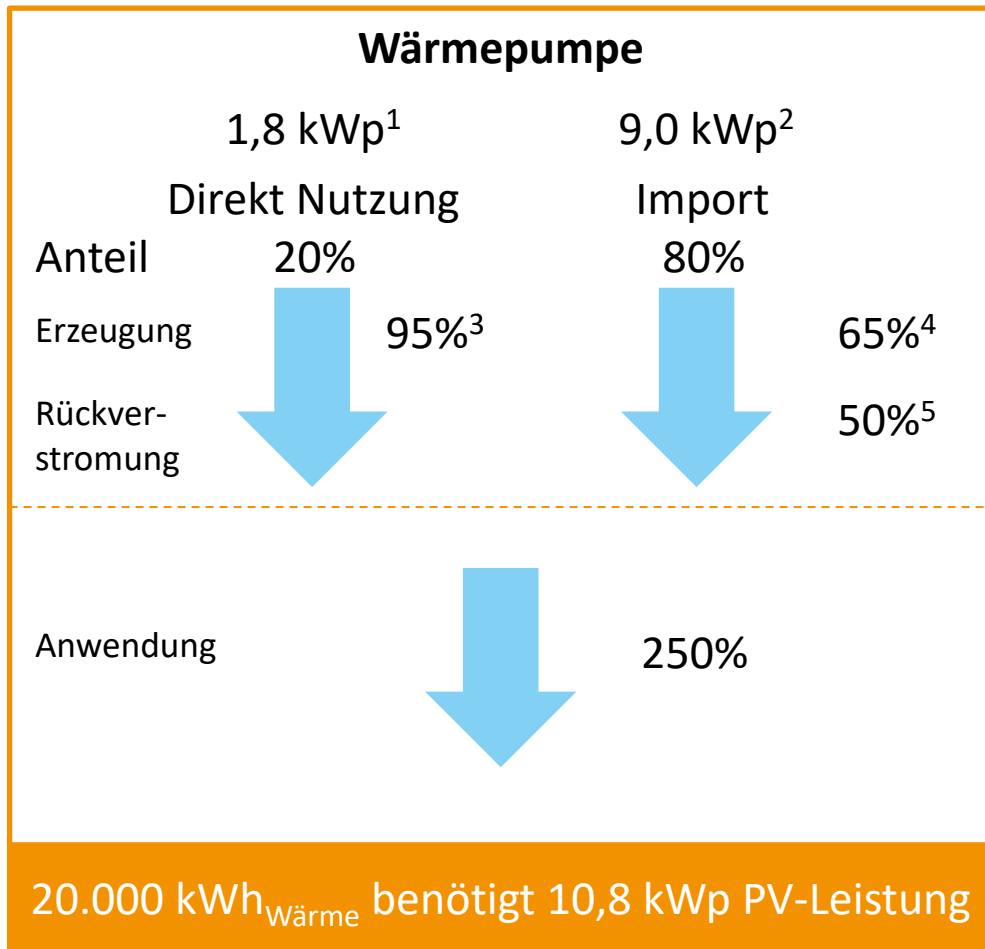 Wärmepumpe
1,8 kWp¹ 9,0 kWp²
Direkt Nutzung Import
Anteil 20% 80%
Erzeugung 95%³ 65%⁴
Rückver-
stromung 50%⁵
Anwendung 250%
20.000 kWh_Wärme benötigt 10,8 kWp PV-Leistung